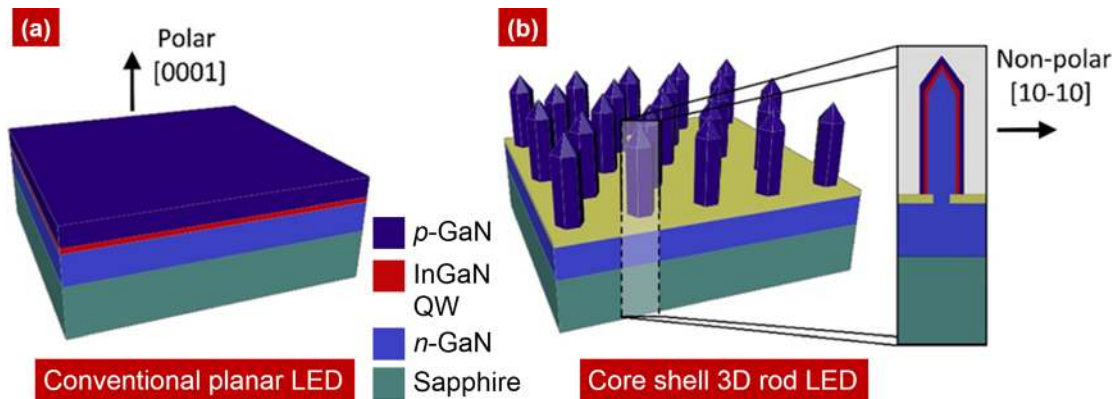 (a)
Polar
[0001]
(b)
Non-polar
[10-10]
p-GaN
InGaN
QW
n-GaN
Sapphire
Conventional planar LED
Core shell 3D rod LED